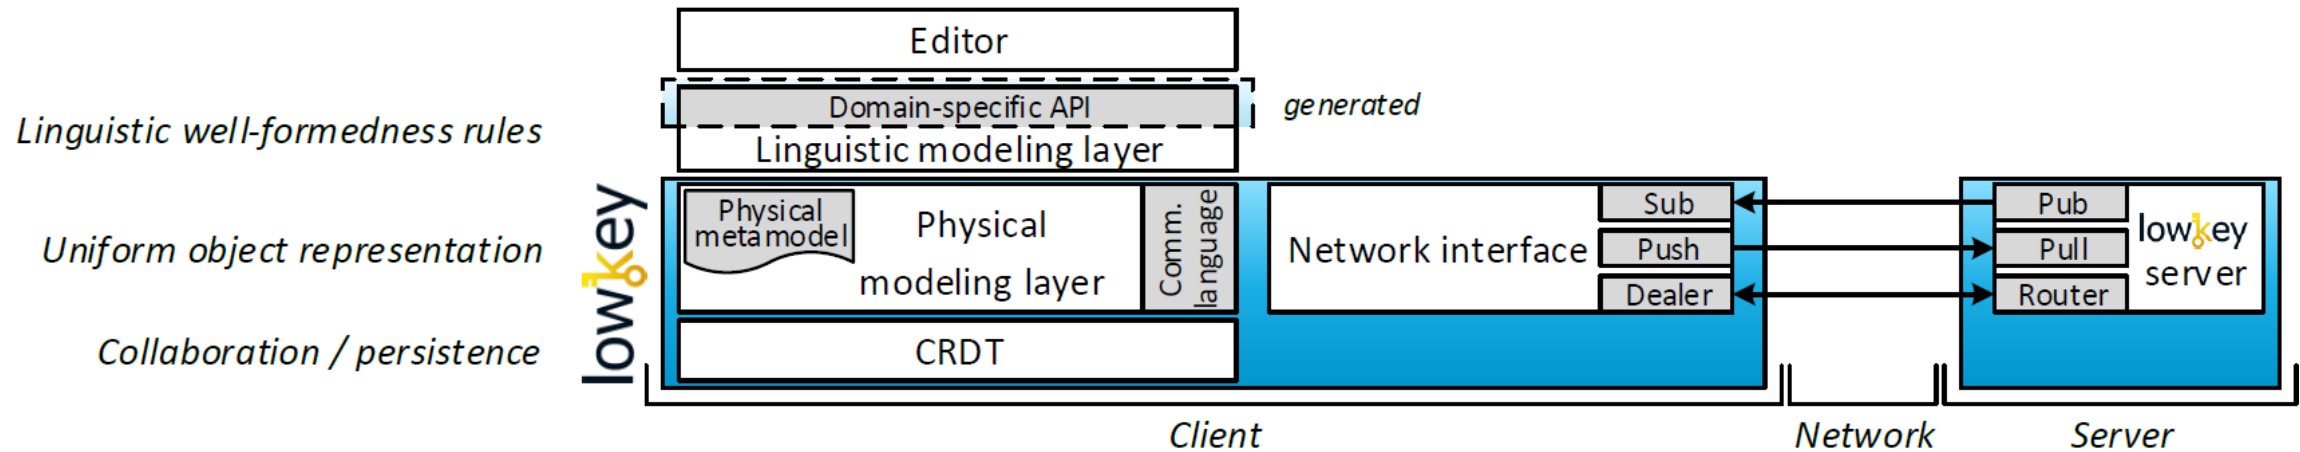 Editor
Domain-specific API
generated
Linguistic well-formedness rules
Linguistic modeling layer
lowkey
Physical
metamodel
Physical
modeling layer
Comm.
language
Network interface
Sub
Push
Dealer
Pub
Pull
Router
lowkey
server
Uniform object representation
Collaboration / persistence
CRDT
Client
Network
Server